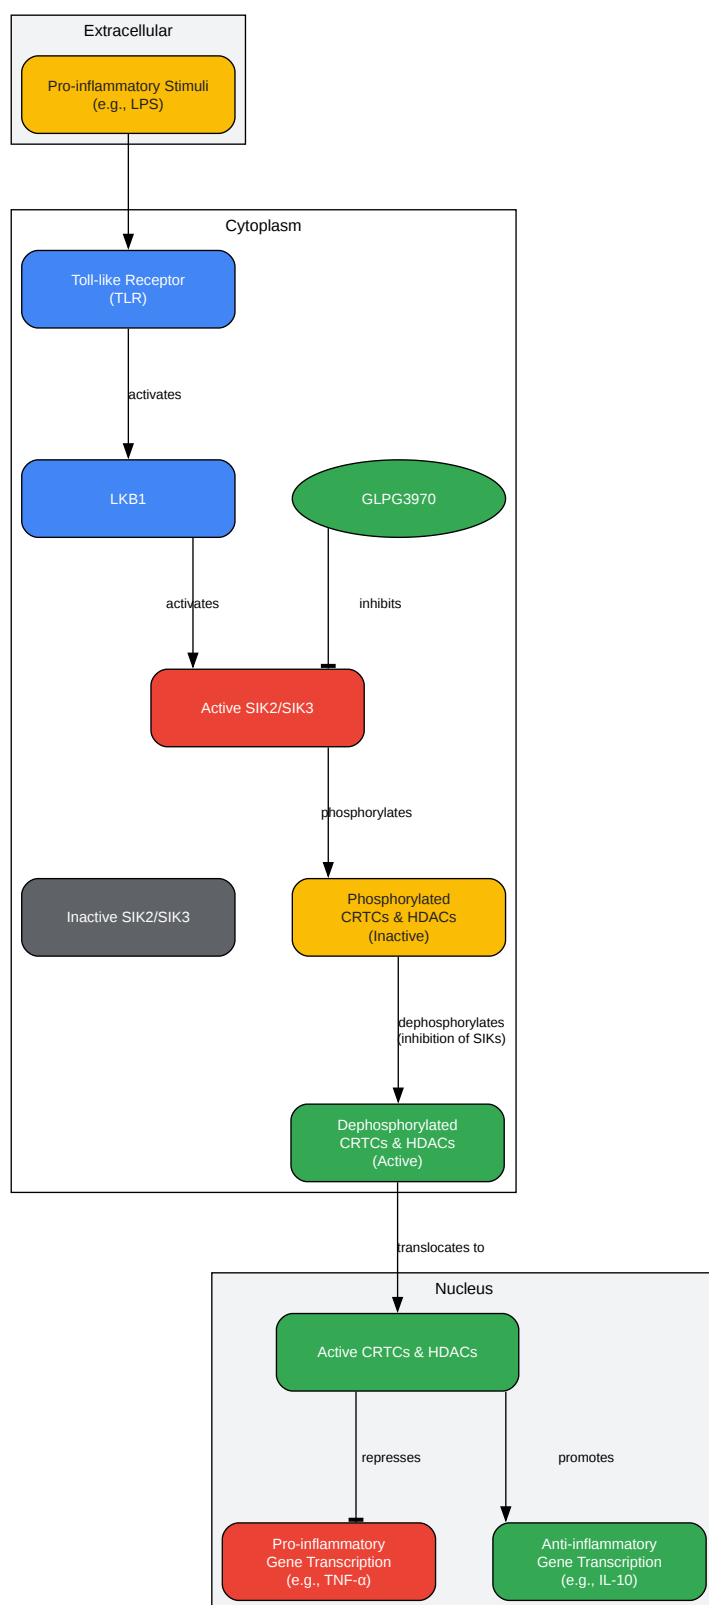 Extracellular
Pro-inflammatory Stimuli
(e.g., LPS)
Cytoplasm
Toll-like Receptor
(TLR)
activates
LKB1
GLPG3970
activates
inhibits
Active SIK2/SIK3
phosphorylates
Inactive SIK2/SIK3
Phosphorylated
CRTCs & HDACs
(Inactive)
dephosphorylates
(inhibition of SIKs)
Dephosphorylated
CRTCs & HDACs
(Active)
translocates to
Nucleus
Active CRTCs & HDACs
represses
promotes
Pro-inflammatory
Gene Transcription
(e.g., TNF-α)
Anti-inflammatory
Gene Transcription
(e.g., IL-10)